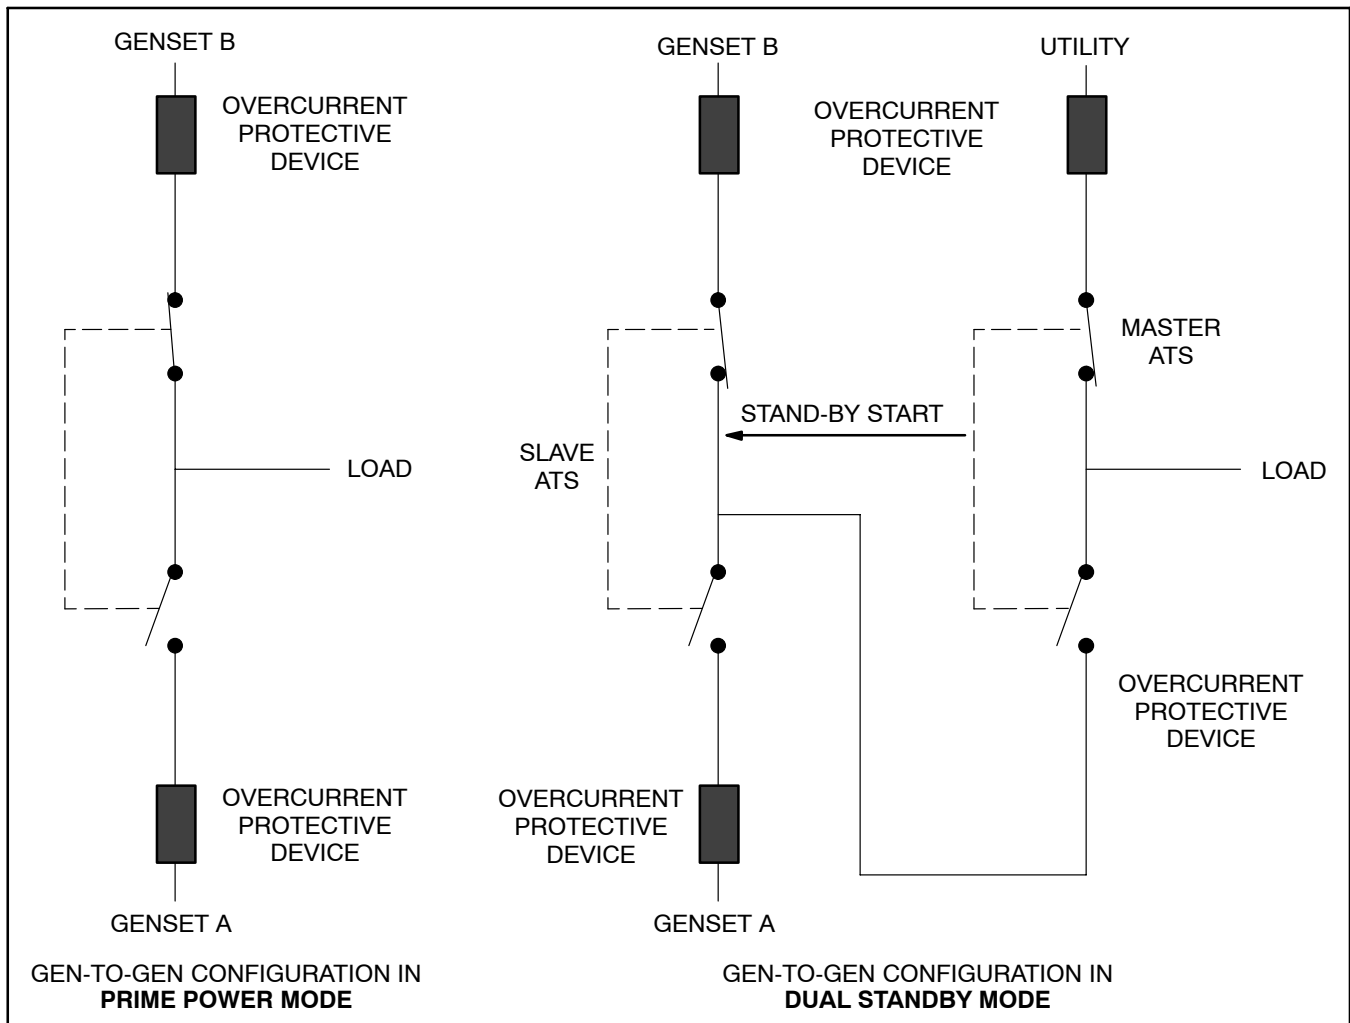 GENSET B
OVERCURRENT
PROTECTIVE
DEVICE
LOAD
OVERCURRENT
PROTECTIVE
DEVICE
GENSET A
GEN-TO-GEN CONFIGURATION IN
PRIME POWER MODE
GENSET B
UTILITY
OVERCURRENT
PROTECTIVE
DEVICE
MASTER
ATS
STAND-BY START
SLAVE
ATS
LOAD
OVERCURRENT
PROTECTIVE
DEVICE
OVERCURRENT
PROTECTIVE
DEVICE
GENSET A
GEN-TO-GEN CONFIGURATION IN
DUAL STANDBY MODE